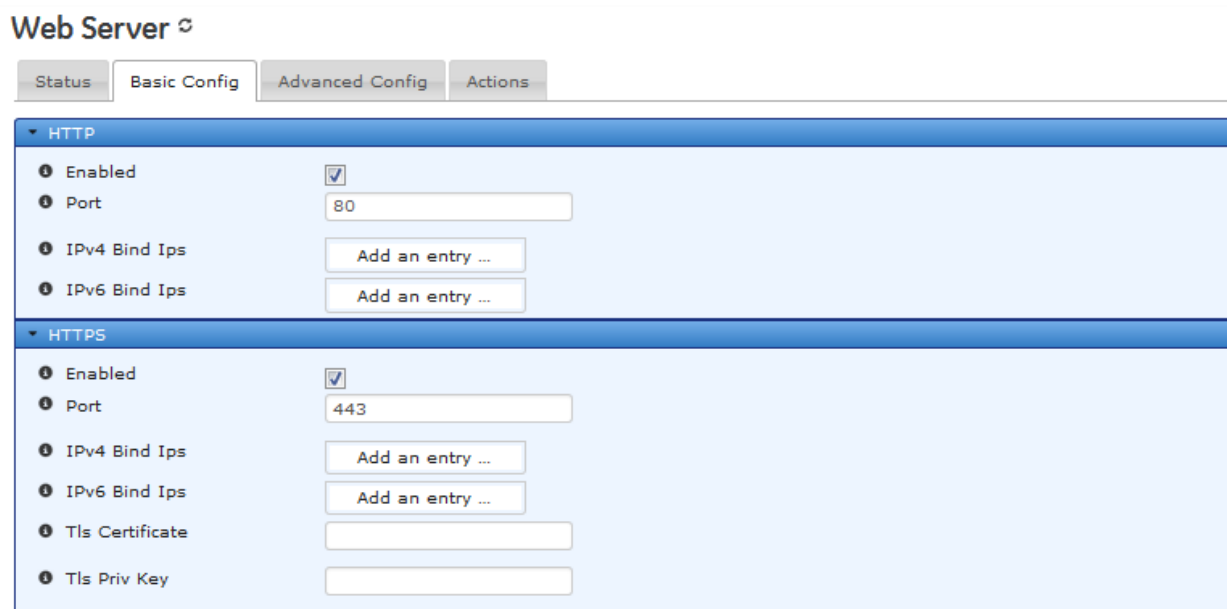 Web Server
Status Basic Config Advanced Config Actions
HTTP
Enabled
Port 80
IPv4 Bind Ips Add an entry ...
IPv6 Bind Ips Add an entry ...
HTTPS
Enabled
Port 443
IPv4 Bind Ips Add an entry ...
IPv6 Bind Ips Add an entry ...
Tls Certificate
Tls Priv Key